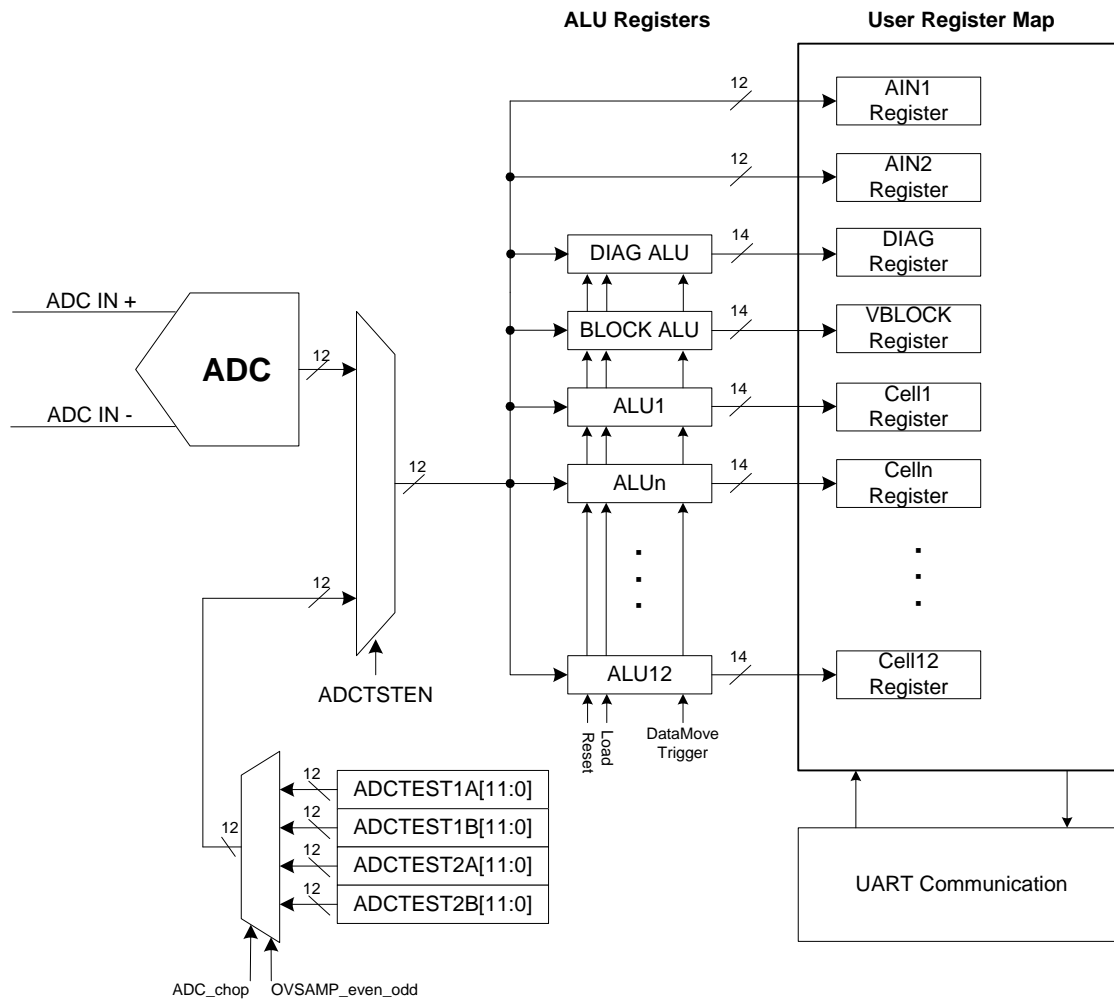 ALU Registers
User Register Map
12
AIN1
Register
12
AIN2
Register
DIAG ALU
14
DIAG
Register
ADC IN +
BLOCK ALU
14
VBLOCK
Register
ADC
12
ALU1
14
Cell1
Register
ADC IN -
12
ALUn
14
Celln
Register
12
ALU12
14
Cell12
Register
ADCTSTEN
Reset
Load
DataMove
Trigger
12
ADCTEST1A[11:0]
12
ADCTEST1B[11:0]
12
12
ADCTEST2A[11:0]
12
ADCTEST2B[11:0]
UART Communication
ADC_chop
OVSAMP_even_odd